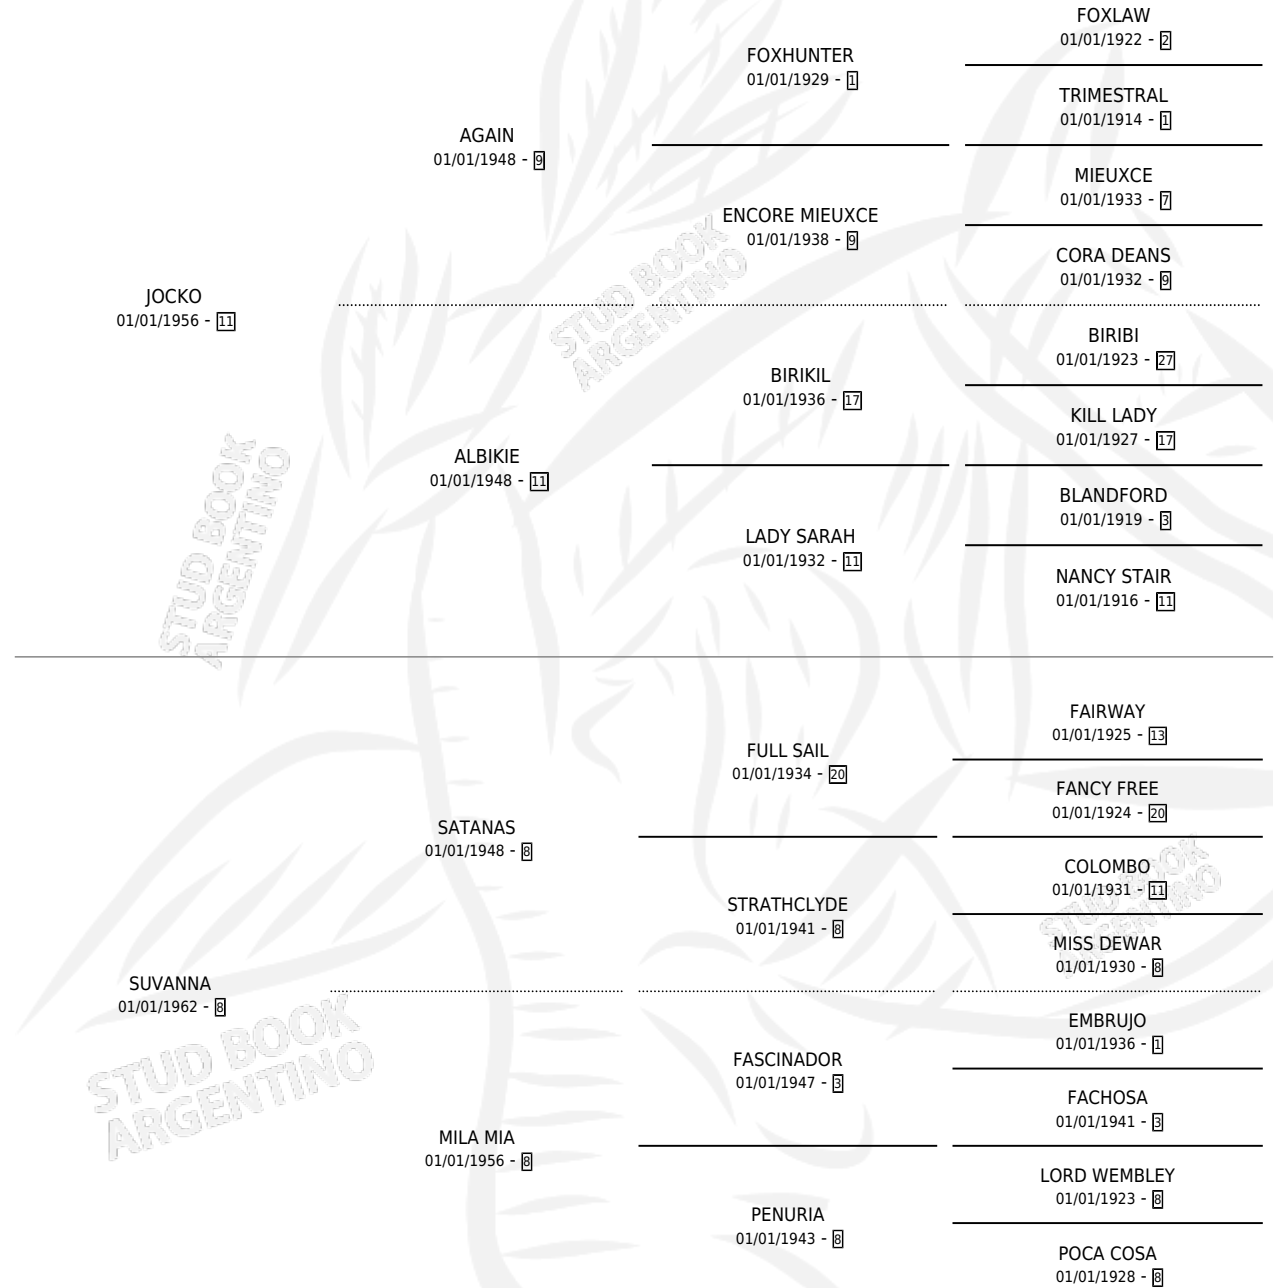 JOCKO
01/01/1956 - 11
AGAIN
01/01/1948 - 9
FOXHUNTER
01/01/1929 - 1
FOXLAW
01/01/1922 - 2
TRIMESTRAL
01/01/1914 - 1
ENCORE MIEUXCE
01/01/1938 - 9
MIEUXCE
01/01/1933 - 7
CORA DEANS
01/01/1932 - 9
ALBIKIE
01/01/1948 - 11
BIRIKIL
01/01/1936 - 17
BIRIBI
01/01/1923 - 27
KILL LADY
01/01/1927 - 17
LADY SARAH
01/01/1932 - 11
BLANDFORD
01/01/1919 - 3
NANCY STAIR
01/01/1916 - 11
SUVANNA
01/01/1962 - 8
SATANAS
01/01/1948 - 8
FULL SAIL
01/01/1934 - 20
FAIRWAY
01/01/1925 - 13
FANCY FREE
01/01/1924 - 20
STRATHCLYDE
01/01/1941 - 8
COLOMBO
01/01/1931 - 11
MISS DEWAR
01/01/1930 - 8
MILA MIA
01/01/1956 - 8
FASCINADOR
01/01/1947 - 3
EMBRUJO
01/01/1936 - 1
FACHOSA
01/01/1941 - 3
PENURIA
01/01/1943 - 8
LORD WEMBLEY
01/01/1923 - 8
POCA COSA
01/01/1928 - 8
STUD BOOK
ARGENTINO
STUD BOOK
ARGENTINO
STUD BOOK
ARGENTINO
STUD BOOK
ARGENTINO